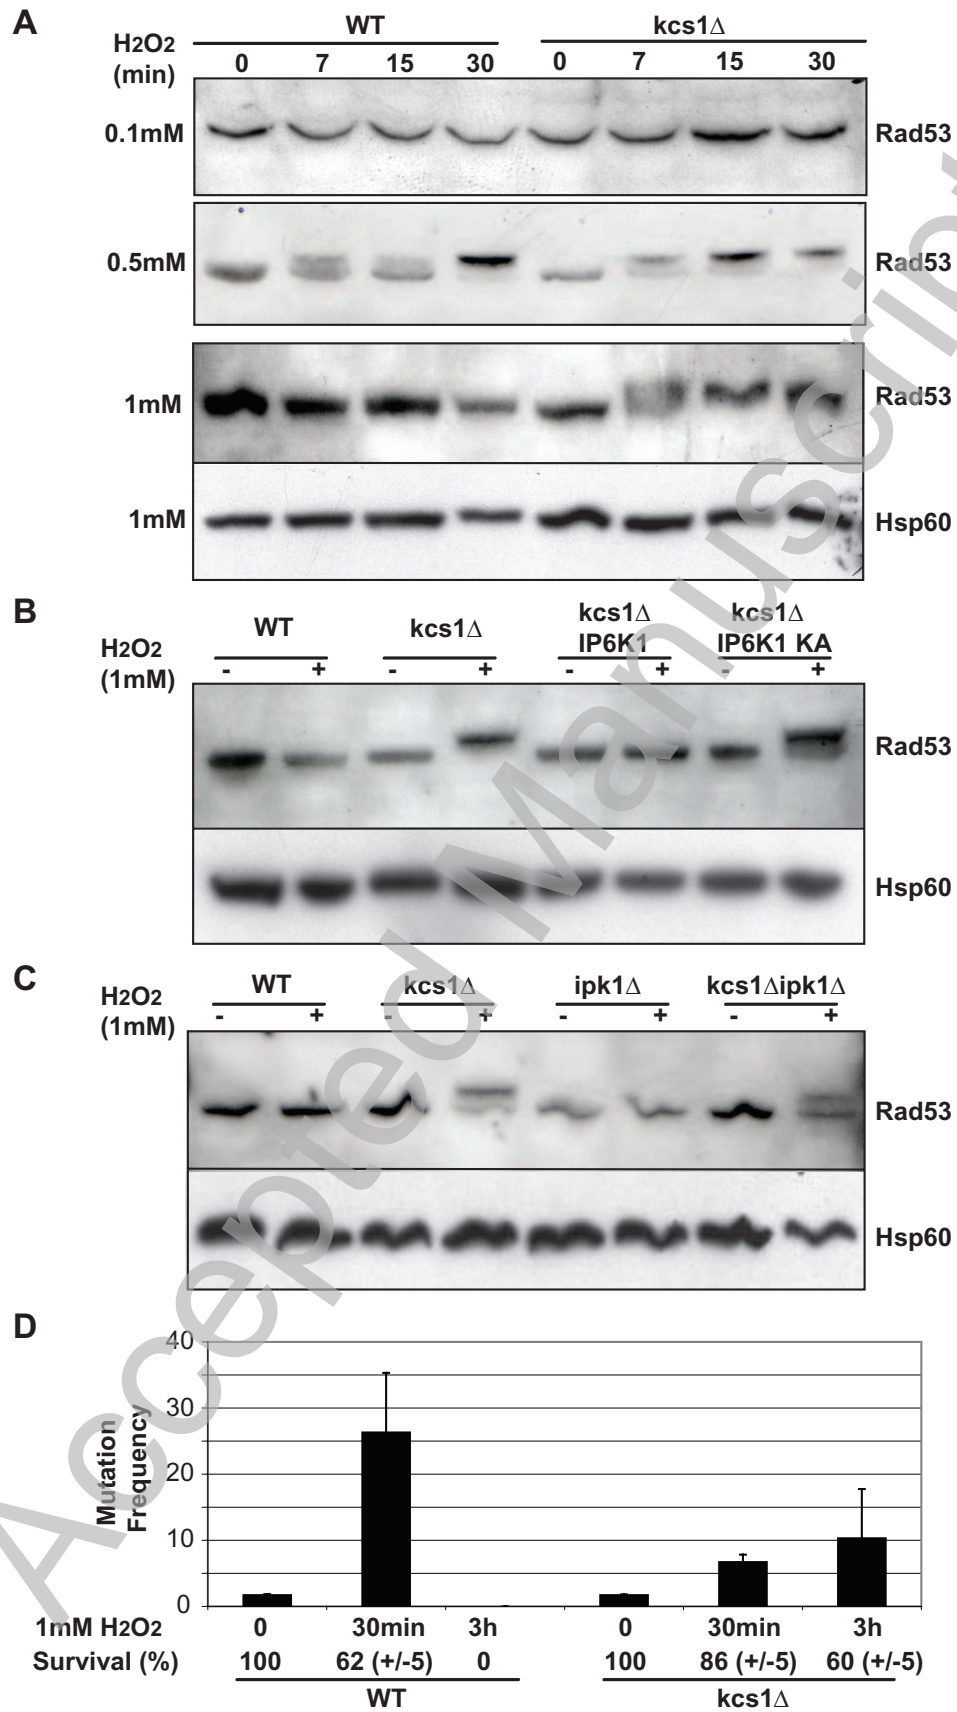 A
WT kcs1Δ
H2O2
(min)
0 7 15 30 0 7 15 30
0.1mM Rad53
0.5mM Rad53
1mM Rad53
1mM Hsp60
B
WT kcs1Δ kcs1Δ IP6K1 kcs1Δ IP6K1 KA
H2O2
(1mM)
- + - + - + - +
Rad53
Hsp60
C
WT kcs1Δ ipk1Δ kcs1Δipk1Δ
H2O2
(1mM)
- + - + - + - +
Rad53
Hsp60
D
40
30
20
10
0
Mutation
Frequency
1mM H2O2 0 30min 3h 0 30min 3h
Survival (%) 100 62 (+/-5) 0 100 86 (+/-5) 60 (+/-5)
WT kcs1Δ
Accepted Manuscript